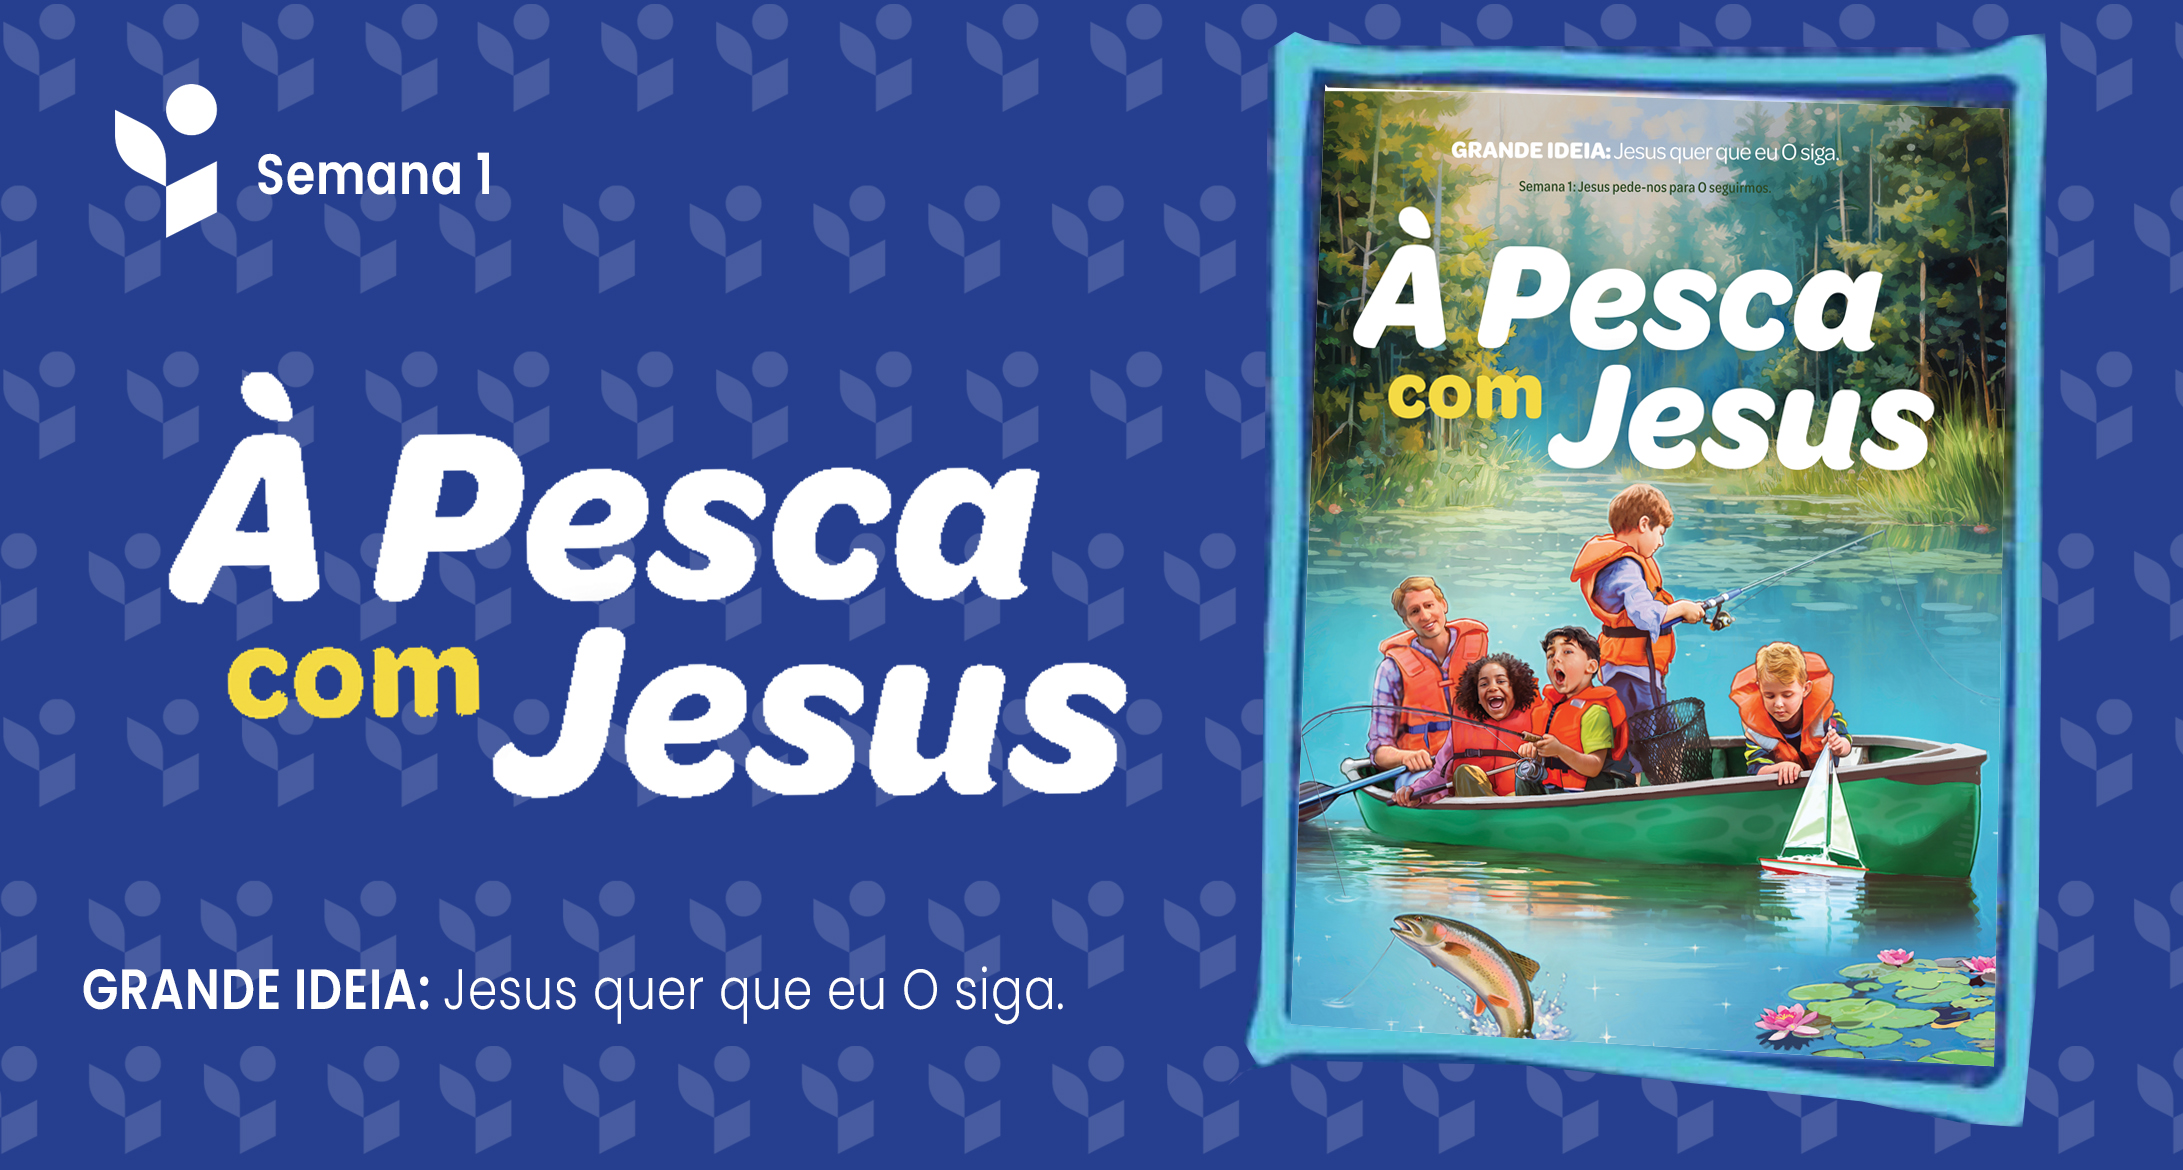 Semana 1
À Pesca
com Jesus
GRANDE IDEIA: Jesus quer que eu O siga.
GRANDE IDEIA: Jesus quer que eu O siga.
Semana 1: Jesus pede-nos para O seguirmos.
À Pesca
com Jesus